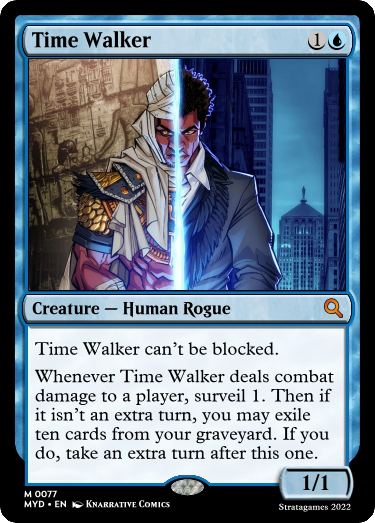 Time Walker 1
Creature — Human Rogue
Time Walker can't be blocked.
Whenever Time Walker deals combat
damage to a player, surveil 1. Then if
it isn't an extra turn, you may exile
ten cards from your graveyard. If you
do, take an extra turn after this one.
1/1
M 0077
MYD • EN Knarrative Comics
Stratagames 2022